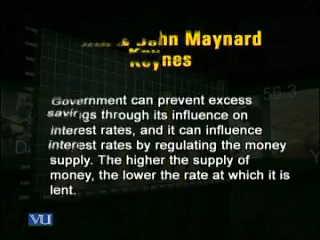 John Maynard
Keynes
Government can prevent excess
savings through its influence on
interest rates, and it can influence
interest rates by regulating the money
supply. The higher the supply of
money, the lower the rate at which it is
lent.
VU